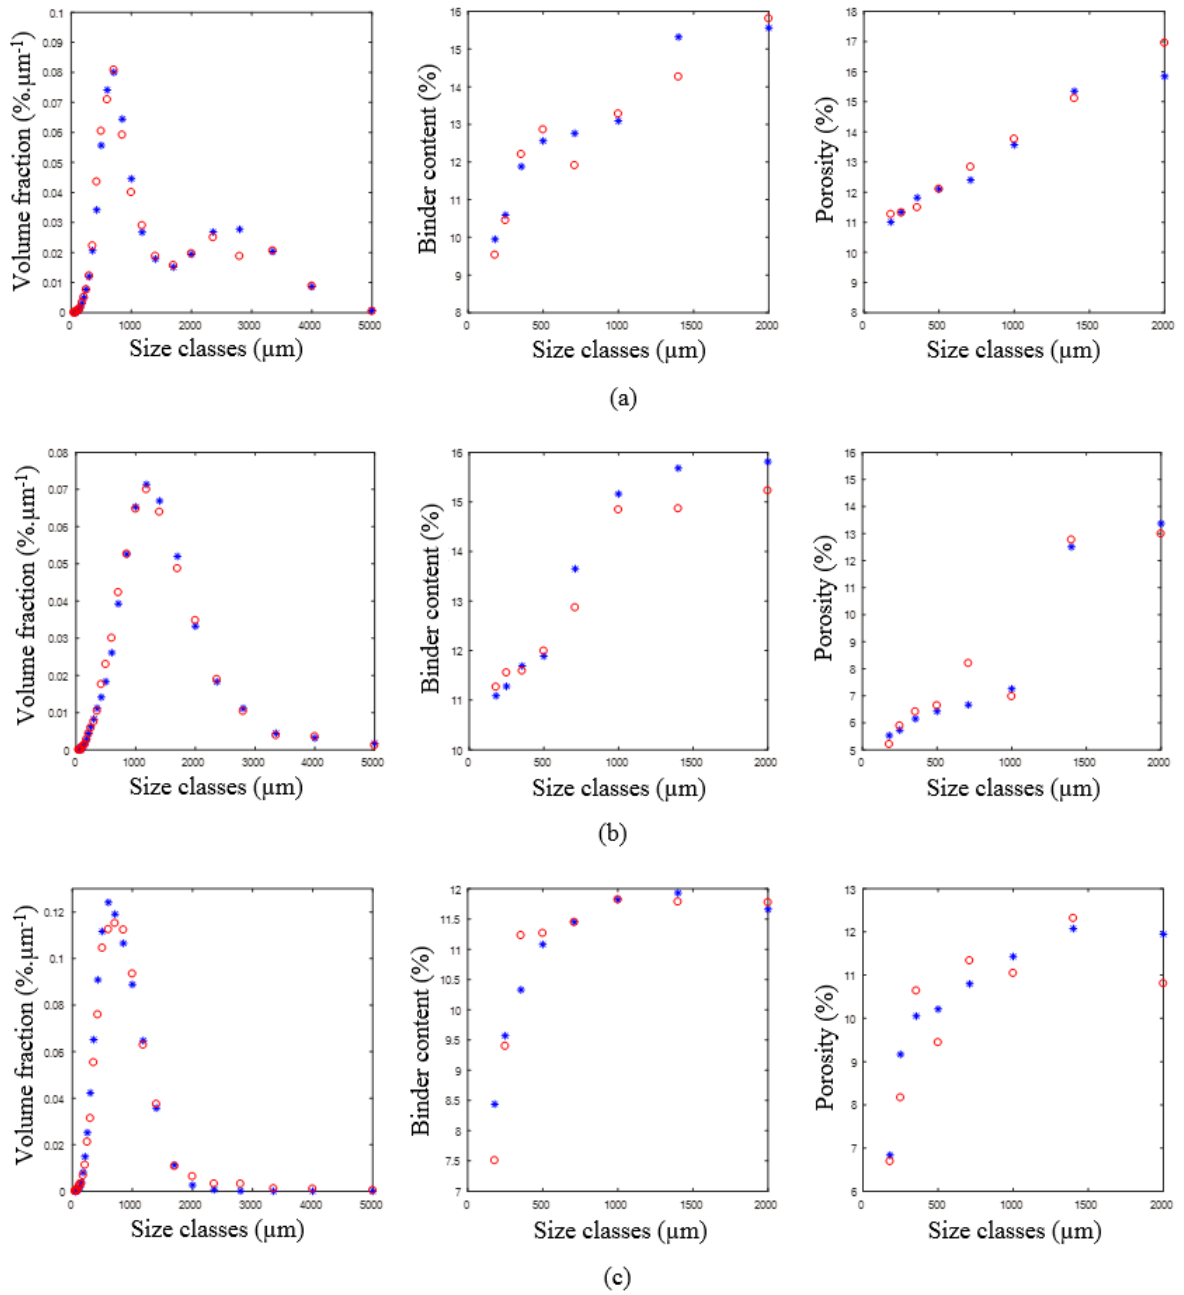 Volume fraction (%.µm-1)
0.1
0.09
0.08
0.07
0.06
0.05
0.04
0.03
0.02
0.01
0
0 1000 2000 3000 4000 5000
Size classes (µm)
Binder content (%)
16
15
14
13
12
11
10
9
8
0 500 1000 1500 2000
Size classes (µm)
Porosity (%)
18
17
16
15
14
13
12
11
10
9
8
0 500 1000 1500 2000
Size classes (µm)
(a)
Volume fraction (%.µm-1)
0.08
0.07
0.06
0.05
0.04
0.03
0.02
0.01
0
0 1000 2000 3000 4000 5000
Size classes (µm)
Binder content (%)
16
15
14
13
12
11
10
0 500 1000 1500 2000
Size classes (µm)
Porosity (%)
16
15
14
13
12
11
10
9
8
7
6
5
0 500 1000 1500 2000
Size classes (µm)
(b)
Volume fraction (%.µm-1)
0.12
0.1
0.08
0.06
0.04
0.02
0
0 1000 2000 3000 4000 5000
Size classes (µm)
Binder content (%)
12
11.5
11
10.5
10
9.5
9
8.5
8
7.5
7
0 500 1000 1500 2000
Size classes (µm)
Porosity (%)
13
12
11
10
9
8
7
6
0 500 1000 1500 2000
Size classes (µm)
(c)